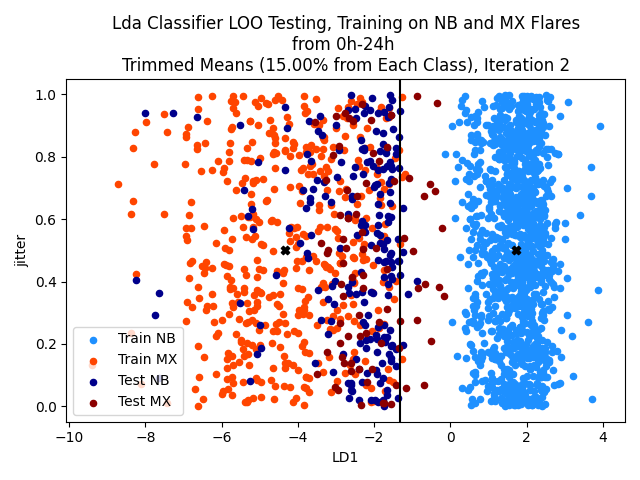 Lda Classifier LOO Testing, Training on NB and MX Flares
from 0h-24h
Trimmed Means (15.00% from Each Class), Iteration 2
1.0
0.8
0.6
0.4
0.2
0.0
jitter
Train NB
Train MX
Test NB
Test MX
−10
−8
−6
−4
−2
0
2
4
LD1